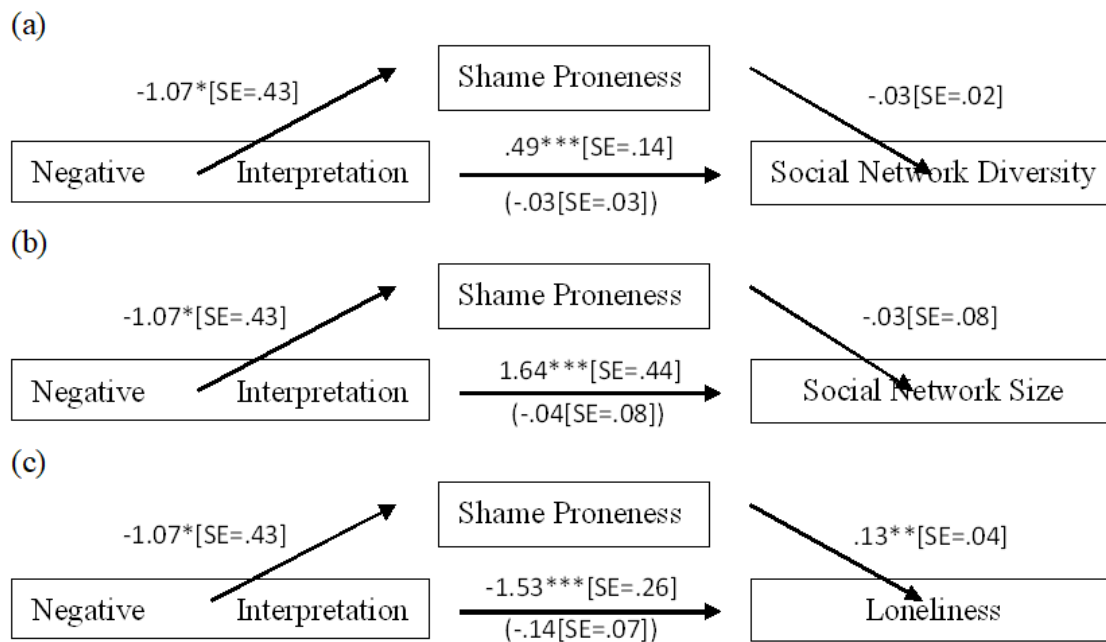 (a)
Shame Proneness
-1.07*[SE=.43]
-.03[SE=.02]
.49***[SE=.14]
Negative Interpretation
Social Network Diversity
(-.03[SE=.03])
(b)
Shame Proneness
-1.07*[SE=.43]
-.03[SE=.08]
1.64***[SE=.44]
Negative Interpretation
Social Network Size
(-.04[SE=.08])
(c)
Shame Proneness
-1.07*[SE=.43]
.13**[SE=.04]
-1.53***[SE=.26]
Negative Interpretation
Loneliness
(-.14[SE=.07])